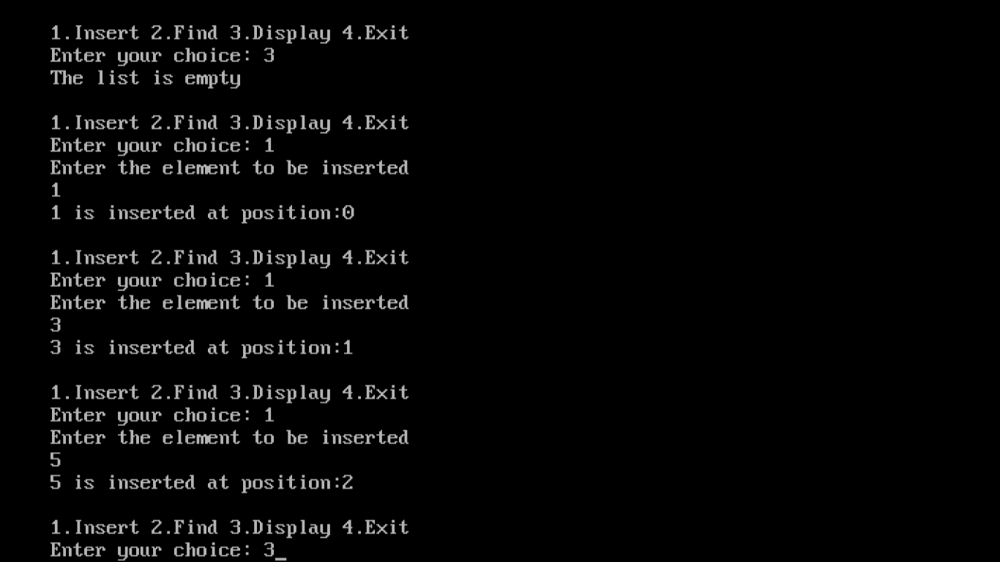 1.Insert 2.Find 3.Display 4.Exit
Enter your choice: 3
The list is empty
1.Insert 2.Find 3.Display 4.Exit
Enter your choice: 1
Enter the element to be inserted
1
1 is inserted at position:0
1.Insert 2.Find 3.Display 4.Exit
Enter your choice: 1
Enter the element to be inserted
3
3 is inserted at position:1
1.Insert 2.Find 3.Display 4.Exit
Enter your choice: 1
Enter the element to be inserted
5
5 is inserted at position:2
1.Insert 2.Find 3.Display 4.Exit
Enter your choice: 3_